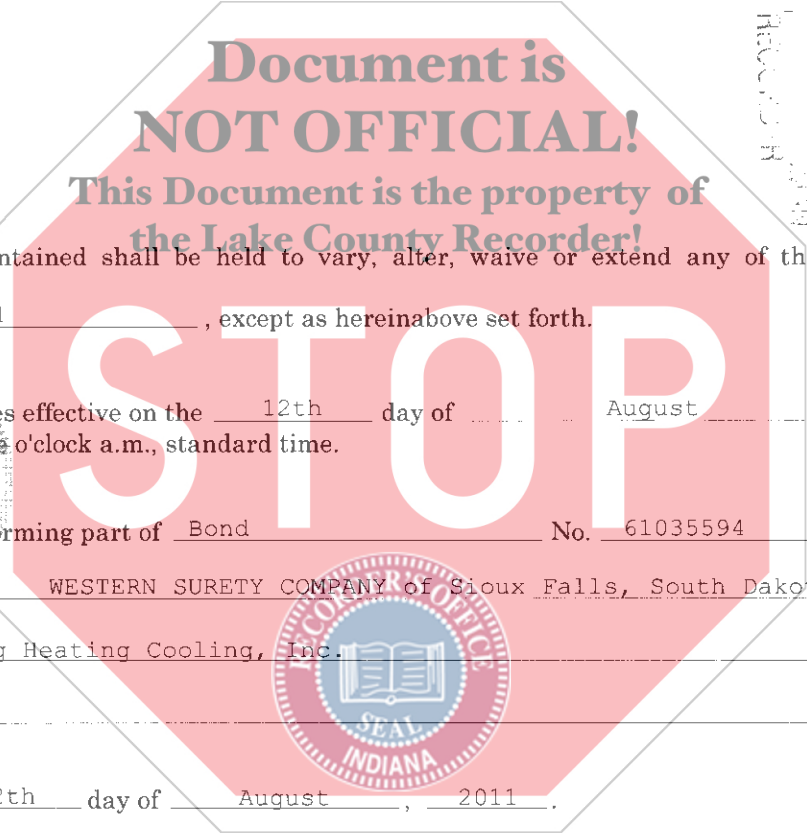 Document is
NOT OFFICIAL!
This Document is the property of
the Lake County Recorder!
ntained shall be held to vary, alter, waive or extend any of th
, except as hereinabove set forth.
es effective on the 12th day of August
o'clock a.m., standard time.
rming part of Bond No. 61035594
WESTERN SURETY COMPANY of Sioux Falls, South Dako
g Heating Cooling, Inc.
2th day of August, 2011.
STOP
RECORDER'S OFFICE
SEAL
INDIANA